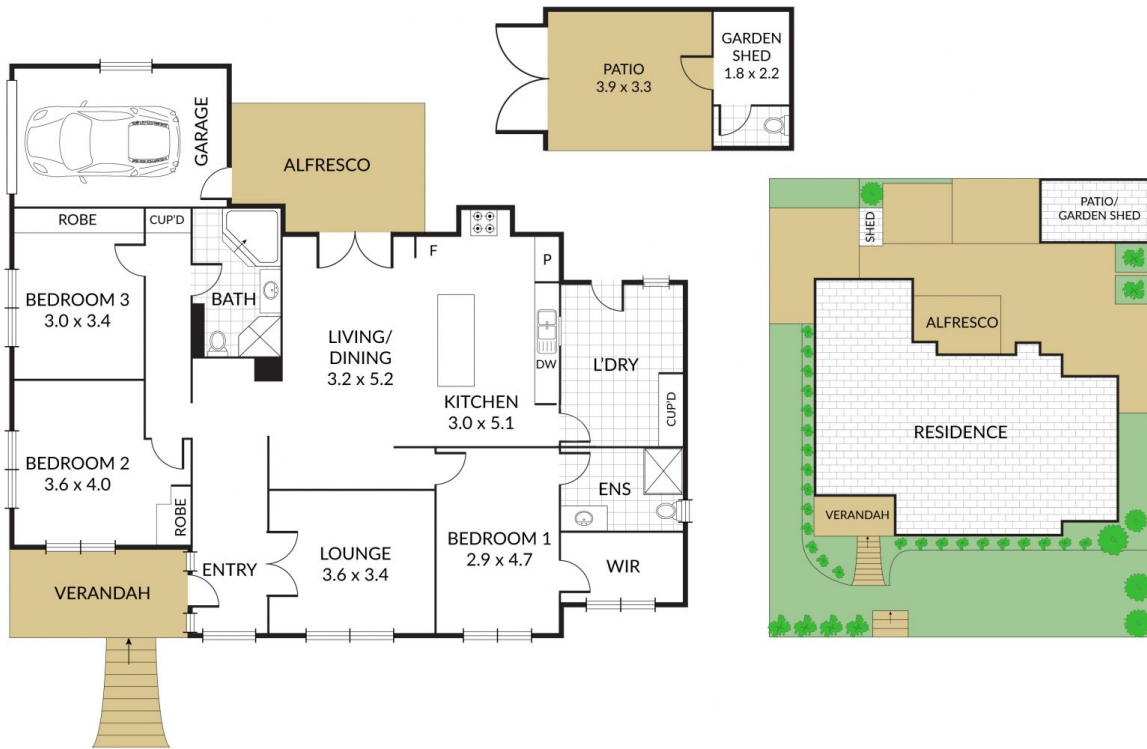 PATIO
3.9 x 3.3
GARDEN
SHED
1.8 x 2.2
GARAGE
ALFRESCO
ROBE
CUP'D
BEDROOM 3
3.0 x 3.4
BATH
LIVING/
DINING
3.2 x 5.2
F
P
DW
KITCHEN
3.0 x 5.1
L'DRY
CUP'D
BEDROOM 2
3.6 x 4.0
ROBE
ENS
VERANDAH
ENTRY
LOUNGE
3.6 x 3.4
BEDROOM 1
2.9 x 4.7
WIR
SHED
PATIO/
GARDEN SHED
ALFRESCO
RESIDENCE
VERANDAH